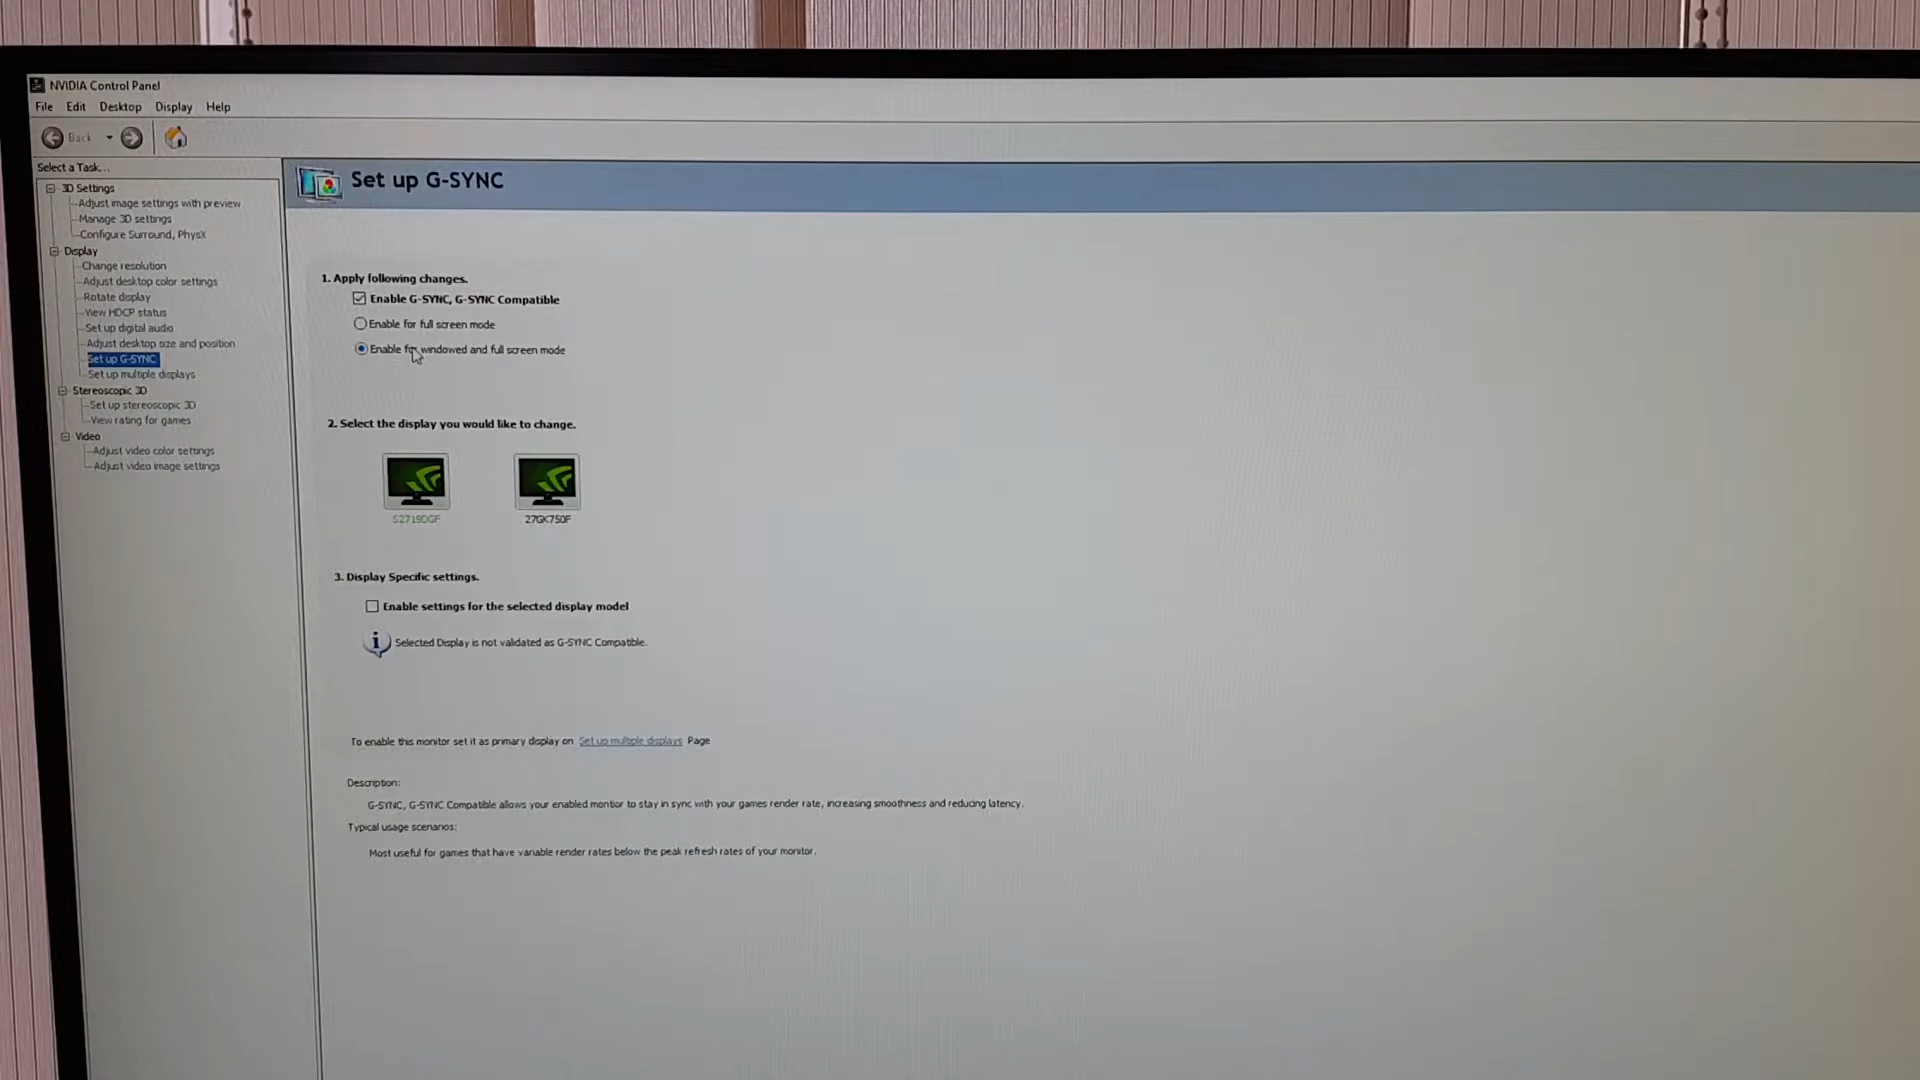 NVIDIA Control Panel
File Edit Desktop Display Help
Back
Select a Task...
3D Settings
Adjust image settings with preview
Manage 3D settings
Configure Surround, PhysX
Display
Change resolution
Adjust desktop color settings
Rotate display
View HDCP status
Set up digital audio
Adjust desktop size and position
Set up G-SYNC
Set up multiple displays
Stereoscopic 3D
Set up stereoscopic 3D
View rating for games
Video
Adjust video color settings
Adjust video image settings
Set up G-SYNC
1. Apply following changes.
Enable G-SYNC, G-SYNC Compatible
Enable for full screen mode
Enable for windowed and full screen mode
2. Select the display you would like to change.
S2719DGF 27GK750F
3. Display Specific settings.
Enable settings for the selected display model
Selected Display is not validated as G-SYNC Compatible.
To enable this monitor set it as primary display on Set up multiple displays Page
Description:
G-SYNC, G-SYNC Compatible allows your enabled monitor to stay in sync with your games render rate, increasing smoothness and reducing latency.
Typical usage scenarios:
Most useful for games that have variable render rates below the peak refresh rates of your monitor.